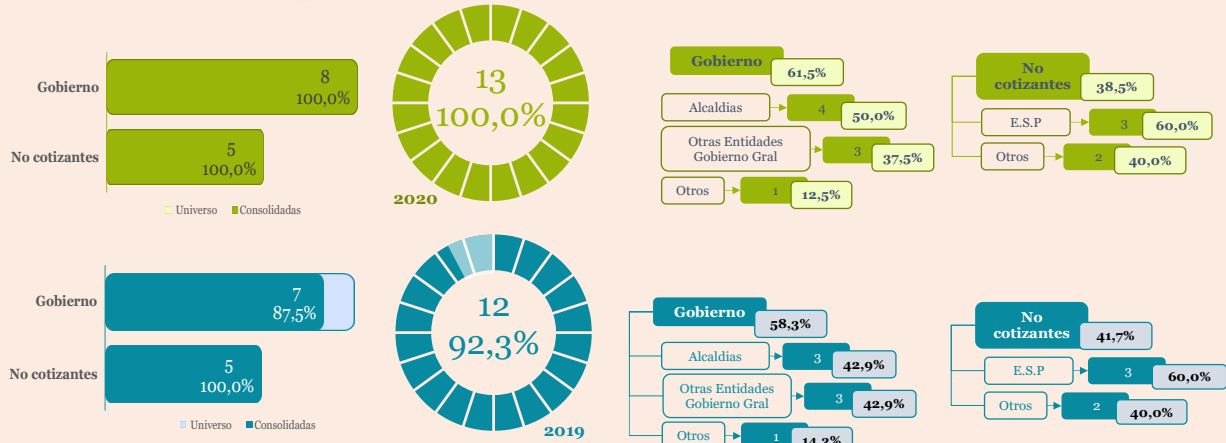 Gobierno
8
100,0%
No cotizantes
5
100,0%
Universo
Consolidadas
13
100,0%
2020
Gobierno
61,5%
Alcaldias
4
50,0%
Otras Entidades
Gobierno Gral
3
37,5%
Otros
1
12,5%
No
cotizantes
38,5%
E.S.P
3
60,0%
Otros
2
40,0%
Gobierno
7
87,5%
No cotizantes
5
100,0%
Universo
Consolidadas
12
92,3%
2019
Gobierno
58,3%
Alcaldias
3
42,9%
Otras Entidades
Gobierno Gral
3
42,9%
Otros
1
14,3%
No
cotizantes
41,7%
E.S.P
3
60,0%
Otros
2
40,0%